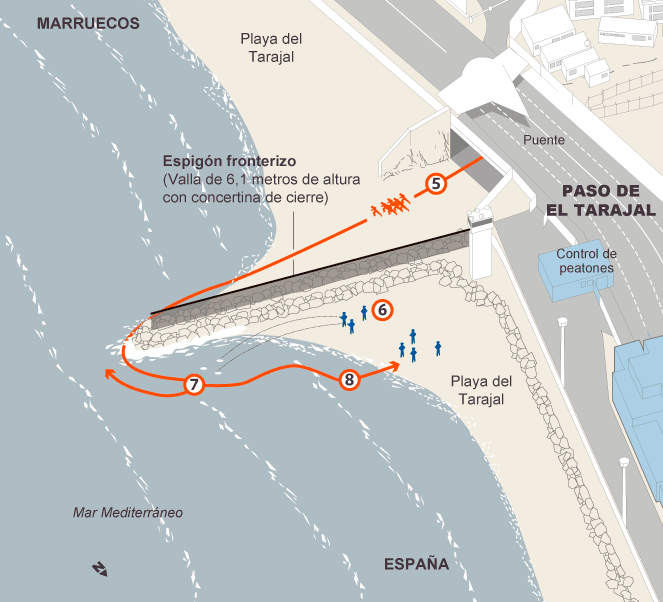 MARRUECOS
Playa del
Tarajal
Puente
Espigón fronterizo
(Valla de 6,1 metros de altura
con concertina de cierre)
5
PASO DE
EL TARAJAL
Control de
peatones
6
7
8
Playa del
Tarajal
Mar Mediterráneo
N
ESPAÑA